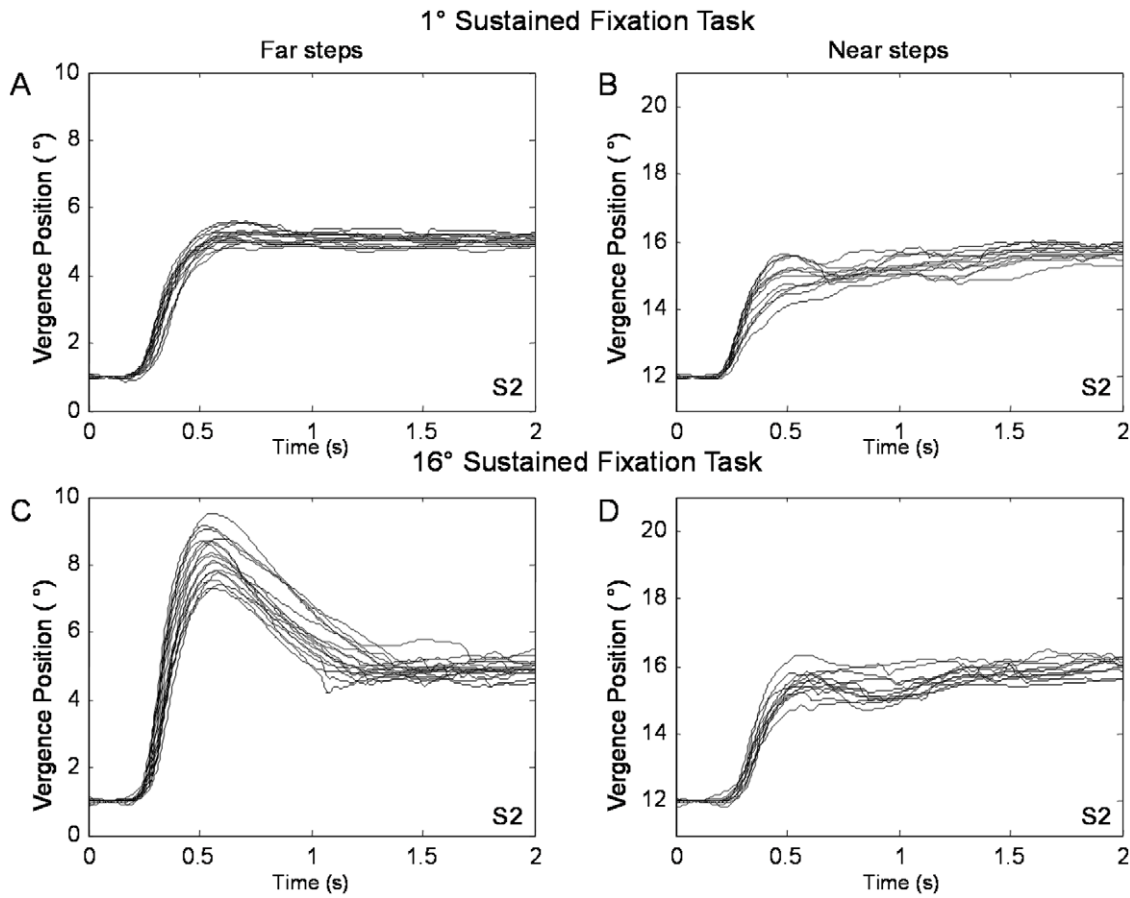 1° Sustained Fixation Task
Far steps
Near steps
A
10
8
6
4
2
0
Vergence Position ( °)
S2
0
0.5
1
1.5
2
Time (s)
B
20
18
16
14
12
Vergence Position ( °)
S2
0
0.5
1
1.5
2
Time (s)
16° Sustained Fixation Task
C
10
8
6
4
2
0
Vergence Position ( °)
S2
0
0.5
1
1.5
2
Time (s)
D
20
18
16
14
12
Vergence Position ( °)
S2
0
0.5
1
1.5
2
Time (s)